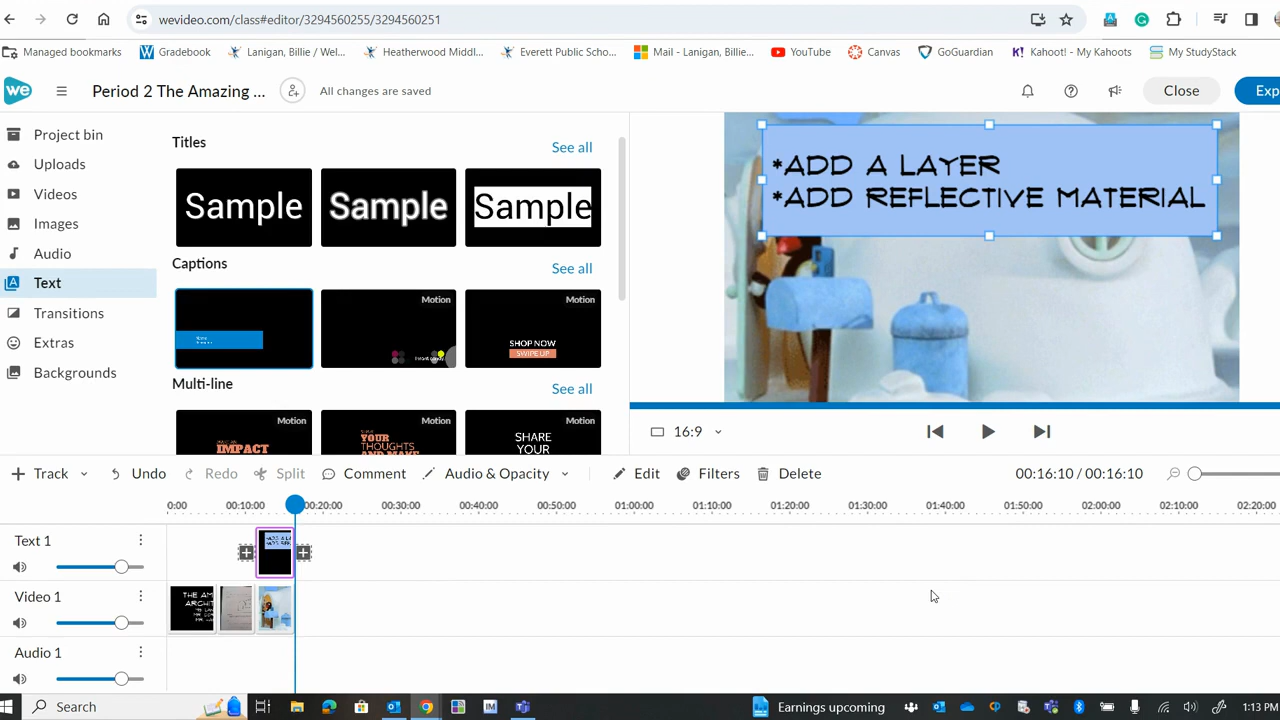 wevideo.com/class#editor/3294560255/3294560251
Managed bookmarks
Gradebook
Lanigan, Billie / Wel...
Heatherwood Middl...
Everett Public Scho...
Mail - Lanigan, Billie...
YouTube
Canvas
GoGuardian
Kahoot! – My Kahoots
My StudyStack
we
Period 2 The Amazing ...
All changes are saved
Close
Exp
Project bin
Uploads
Videos
Images
Audio
Text
Transitions
Extras
Backgrounds
Titles
See all
Sample
Sample
Sample
Captions
See all
Motion
Motion
SHOP NOW
SWIPE UP
Multi-line
See all
Motion
IMPACT
Motion
YOUR
THOUGHTS
AND MAKE
SHARE
YOUR
*ADD A LAYER
*ADD REFLECTIVE MATERIAL
16:9
Track
Undo
Redo
Split
Comment
Audio & Opacity
Edit
Filters
Delete
00:16:10 / 00:16:10
0:00
00:10:00
00:20:00
00:30:00
00:40:00
00:50:00
01:00:00
01:10:00
01:20:00
01:30:00
01:40:00
01:50:00
02:00:00
02:10:00
02:20:00
Text 1
Video 1
THE AM
ARCHIT
Audio 1
Search
Earnings upcoming
1:13 PM